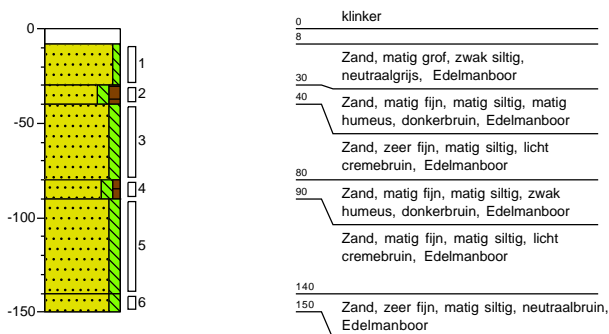 0
-50
-100
-150
1
2
3
4
5
6
0 klinker
8
Zand, matig grof, zwak siltig,
neutraalgrijs, Edelmanboor
30
40
Zand, matig fijn, matig siltig, matig
humeus, donkerbruin, Edelmanboor
Zand, zeer fijn, matig siltig, licht
cremebruin, Edelmanboor
80
90
Zand, matig fijn, matig siltig, zwak
humeus, donkerbruin, Edelmanboor
Zand, matig fijn, matig siltig, licht
cremebruin, Edelmanboor
140
150
Zand, zeer fijn, matig siltig, neutraalbruin,
Edelmanboor